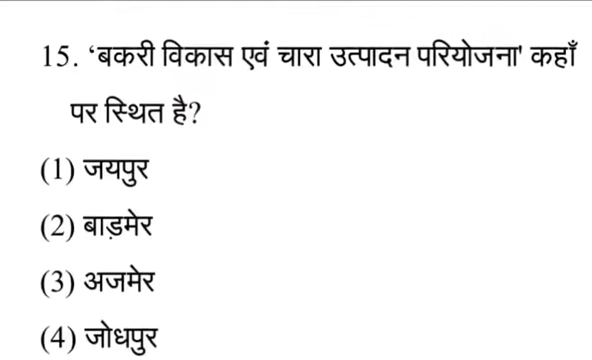 15. ‘बकरी विकास एवं चारा उत्पादन परियोजना' कहाँ
पर स्थित है?
(1) जयपुर
(2) बाड़मेर
(3) अजमेर
(4) जोधपुर